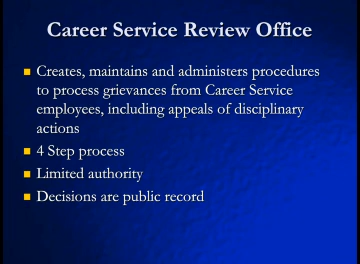 Career Service Review Office
Creates, maintains and administers procedures
to process grievances from Career Service
employees, including appeals of disciplinary
actions
4 Step process
Limited authority
Decisions are public record